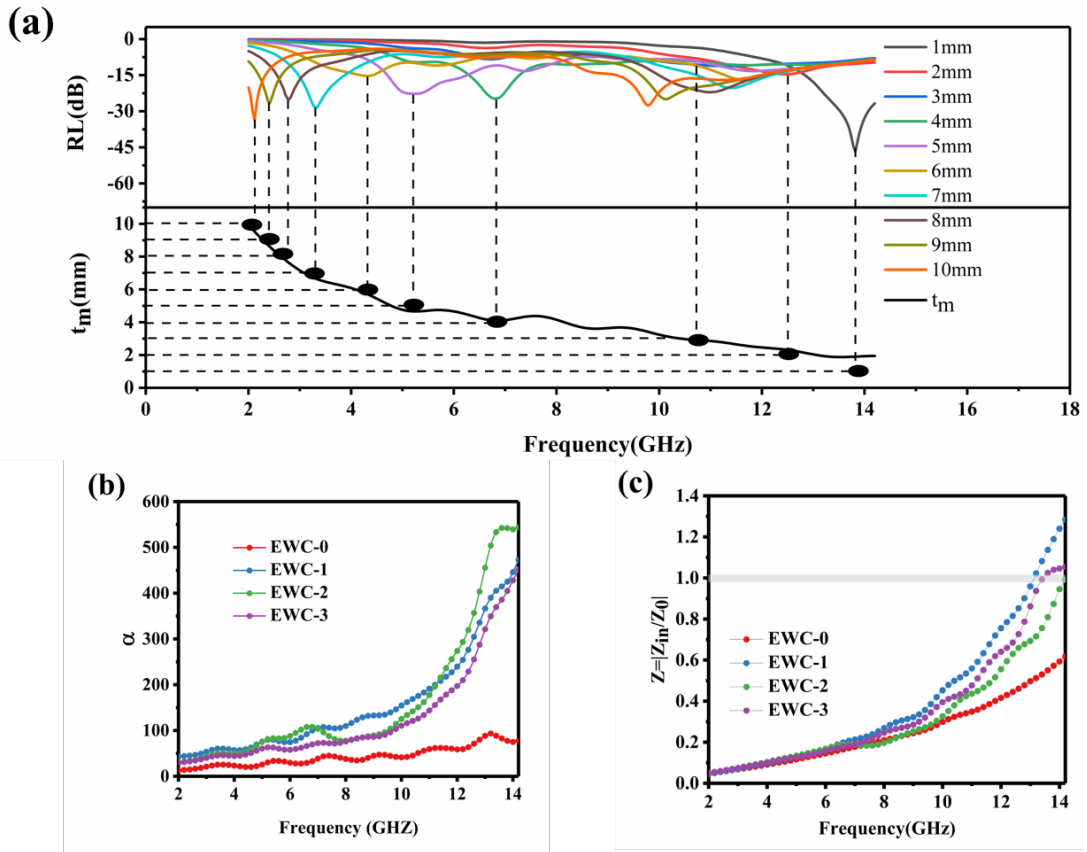 (a)
0
-15
-30
-45
-60
RL(dB)
1mm
2mm
3mm
4mm
5mm
6mm
7mm
8mm
9mm
10mm
tm
10
8
6
4
2
0
tm(mm)
0 2 4 6 8 10 12 14 16 18
Frequency(GHz)
(b)
600
500
400
300
200
100
0
α
EWC-0
EWC-1
EWC-2
EWC-3
2 4 6 8 10 12 14
Frequency (GHZ)
(c)
1.4
1.2
1.0
0.8
0.6
0.4
0.2
0.0
Z=|Zin/Z0|
EWC-0
EWC-1
EWC-2
EWC-3
2 4 6 8 10 12 14
Frequency(GHz)